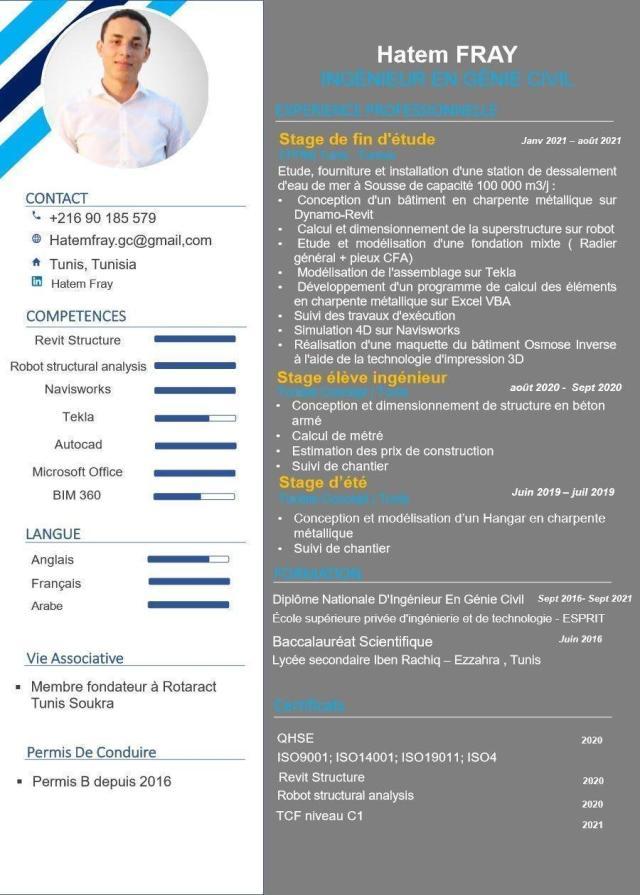 CONTACT
+216 90 185 579
Hatemfray.gc@gmail,com
Tunis, Tunisia
Hatem Fray
COMPETENCES
Revit Structure
Robot structural analysis
Navisworks
Tekla
Autocad
Microsoft Office
BIM 360
LANGUE
Anglais
Français
Arabe
Vie Associative
▪ Membre fondateur à Rotaract
Tunis Soukra
Permis De Conduire
▪ Permis B depuis 2016
Hatem FRAY
INGÉNIEUR EN GÉNIE CIVIL
EXPERIENCE PROFESSIONNELLE
Stage de fin d'étude Janv 2021 – août 2021
Etude, fourniture et installation d'une station de dessalement
d'eau de mer à Sousse de capacité 100 000 m3/j :
• Conception d'un bâtiment en charpente métallique sur
Dynamo-Revit
• Calcul et dimensionnement de la superstructure sur robot
• Etude et modélisation d'une fondation mixte ( Radier
général + pieux CFA)
• Modélisation de l'assemblage sur Tekla
• Développement d'un programme de calcul des éléments
en charpente métallique sur Excel VBA
• Suivi des travaux d'exécution
• Simulation 4D sur Navisworks
• Réalisation d'une maquette du bâtiment Osmose Inverse
à l'aide de la technologie d'impression 3D
Stage élève ingénieur août 2020 - Sept 2020
• Conception et dimensionnement de structure en béton
armé
• Calcul de métré
• Estimation des prix de construction
• Suivi de chantier
Stage d'été Juin 2019 – juil 2019
• Conception et modélisation d'un Hangar en charpente
métallique
• Suivi de chantier
FORMATION
Diplôme Nationale D'Ingénieur En Génie Civil Sept 2016- Sept 2021
École supérieure privée d'ingénierie et de technologie - ESPRIT
Baccalauréat Scientifique Juin 2016
Lycée secondaire Iben Rachiq – Ezzahra , Tunis
Certificats
QHSE 2020
ISO9001; ISO14001; ISO19011; ISO4
Revit Structure 2020
Robot structural analysis 2020
TCF niveau C1 2021